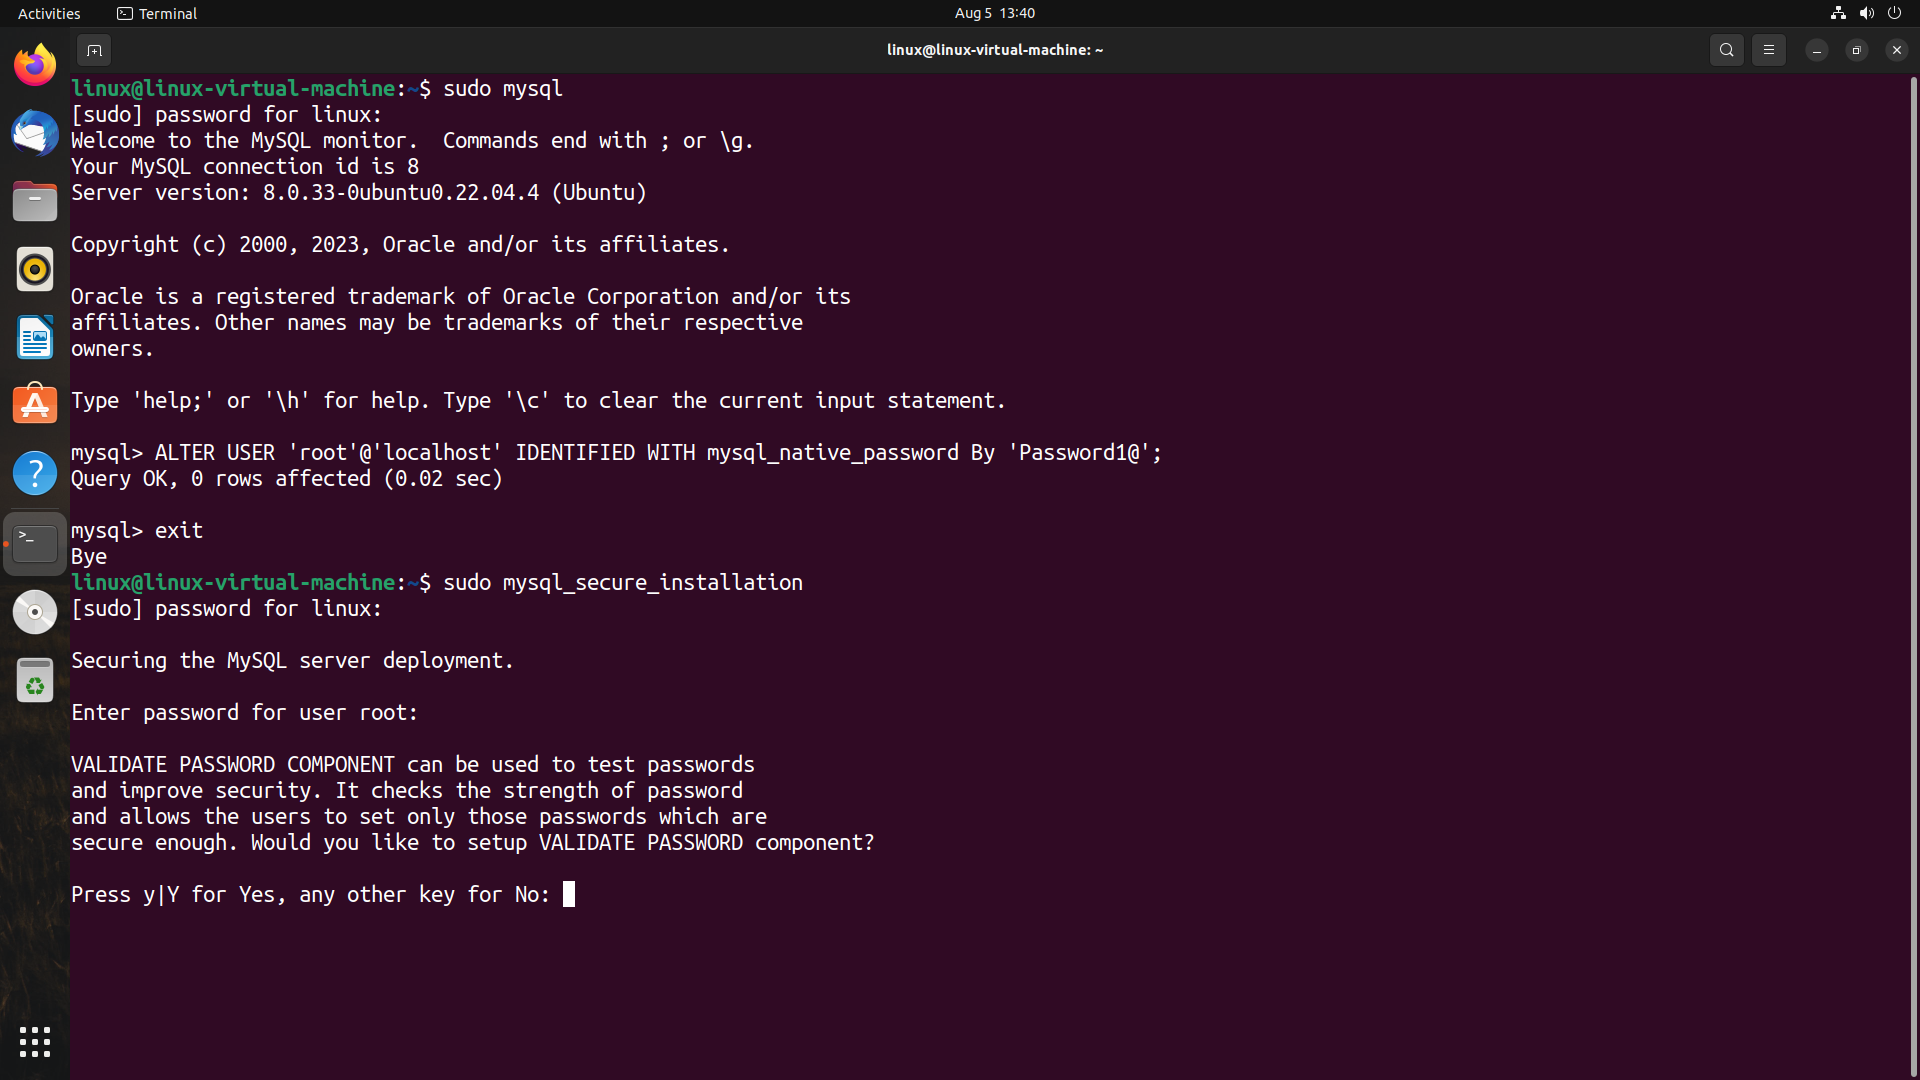 Activities
Terminal
Aug 5 13:40
linux@linux-virtual-machine: ~
linux@linux-virtual-machine:~$ sudo mysql
[sudo] password for linux:
Welcome to the MySQL monitor.  Commands end with ; or \g.
Your MySQL connection id is 8
Server version: 8.0.33-0ubuntu0.22.04.4 (Ubuntu)
Copyright (c) 2000, 2023, Oracle and/or its affiliates.
Oracle is a registered trademark of Oracle Corporation and/or its
affiliates. Other names may be trademarks of their respective
owners.
Type 'help;' or '\h' for help. Type '\c' to clear the current input statement.
mysql> ALTER USER 'root'@'localhost' IDENTIFIED WITH mysql_native_password By 'Password1@';
Query OK, 0 rows affected (0.02 sec)
mysql> exit
Bye
linux@linux-virtual-machine:~$ sudo mysql_secure_installation
[sudo] password for linux:
Securing the MySQL server deployment.
Enter password for user root:
VALIDATE PASSWORD COMPONENT can be used to test passwords
and improve security. It checks the strength of password
and allows the users to set only those passwords which are
secure enough. Would you like to setup VALIDATE PASSWORD component?
Press y|Y for Yes, any other key for No: